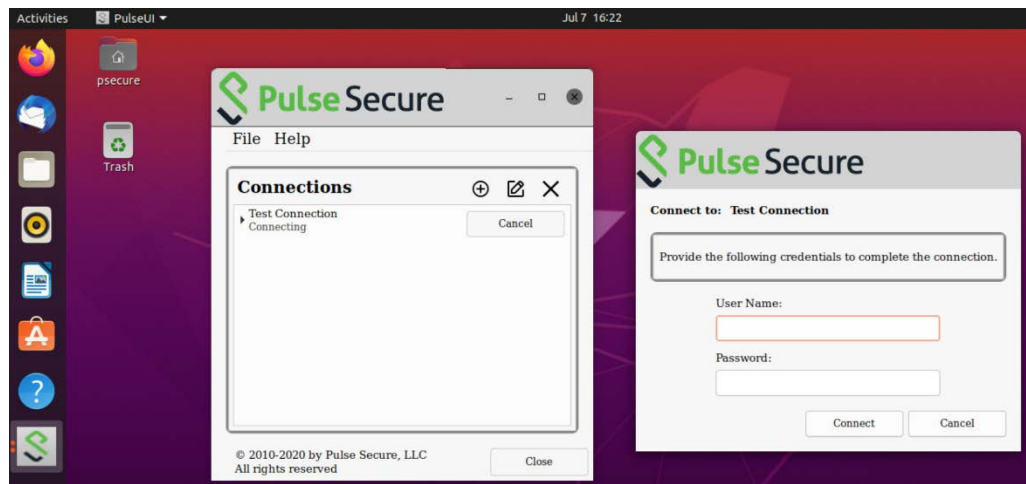 Activities PulseUI Jul 7 16:22
psecure
Trash
Pulse Secure
File Help
Connections
Test Connection
Connecting
Cancel
© 2010-2020 by Pulse Secure, LLC
All rights reserved
Close
Pulse Secure
Connect to: Test Connection
Provide the following credentials to complete the connection.
User Name:
Password:
Connect Cancel